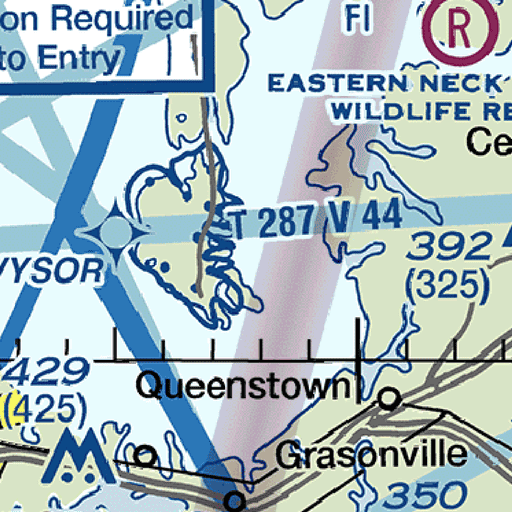 on Required
to Entry
FI
R
EASTERN NECK
WILDLIFE RE
Ce
T 287 V 44
392
(325)
VYSOR
429
(425)
Queenstown
Grasonville
350